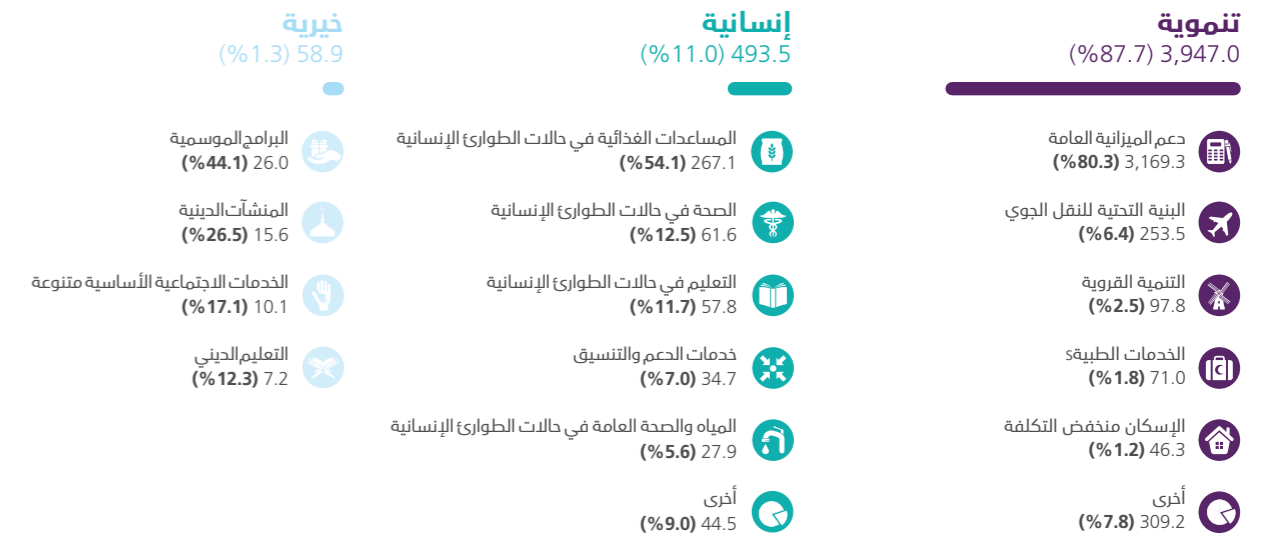 تنموية
3,947.0 (%87.7)
دعم الميزانية العامة
3,169.3 (%80.3)
البنية التحتية للنقل الجوي
253.5 (%6.4)
التنمية القروية
97.8 (%2.5)
الخدمات الطبيةs
71.0 (%1.8)
الإسكان منخفض التكلفة
46.3 (%1.2)
أخرى
309.2 (%7.8)
إنسانية
493.5 (%11.0)
المساعدات الغذائية في حالات الطوارئ الإنسانية
267.1 (%54.1)
الصحة في حالات الطوارئ الإنسانية
61.6 (%12.5)
التعليم في حالات الطوارئ الإنسانية
57.8 (%11.7)
خدمات الدعم والتنسيق
34.7 (%7.0)
المياه والصحة العامة في حالات الطوارئ الإنسانية
27.9 (%5.6)
أخرى
44.5 (%9.0)
خيرية
58.9 (%1.3)
البرامج الموسمية
26.0 (%44.1)
المنشآت الدينية
15.6 (%26.5)
الخدمات الاجتماعية الأساسية متنوعة
10.1 (%17.1)
التعليم الديني
7.2 (%12.3)